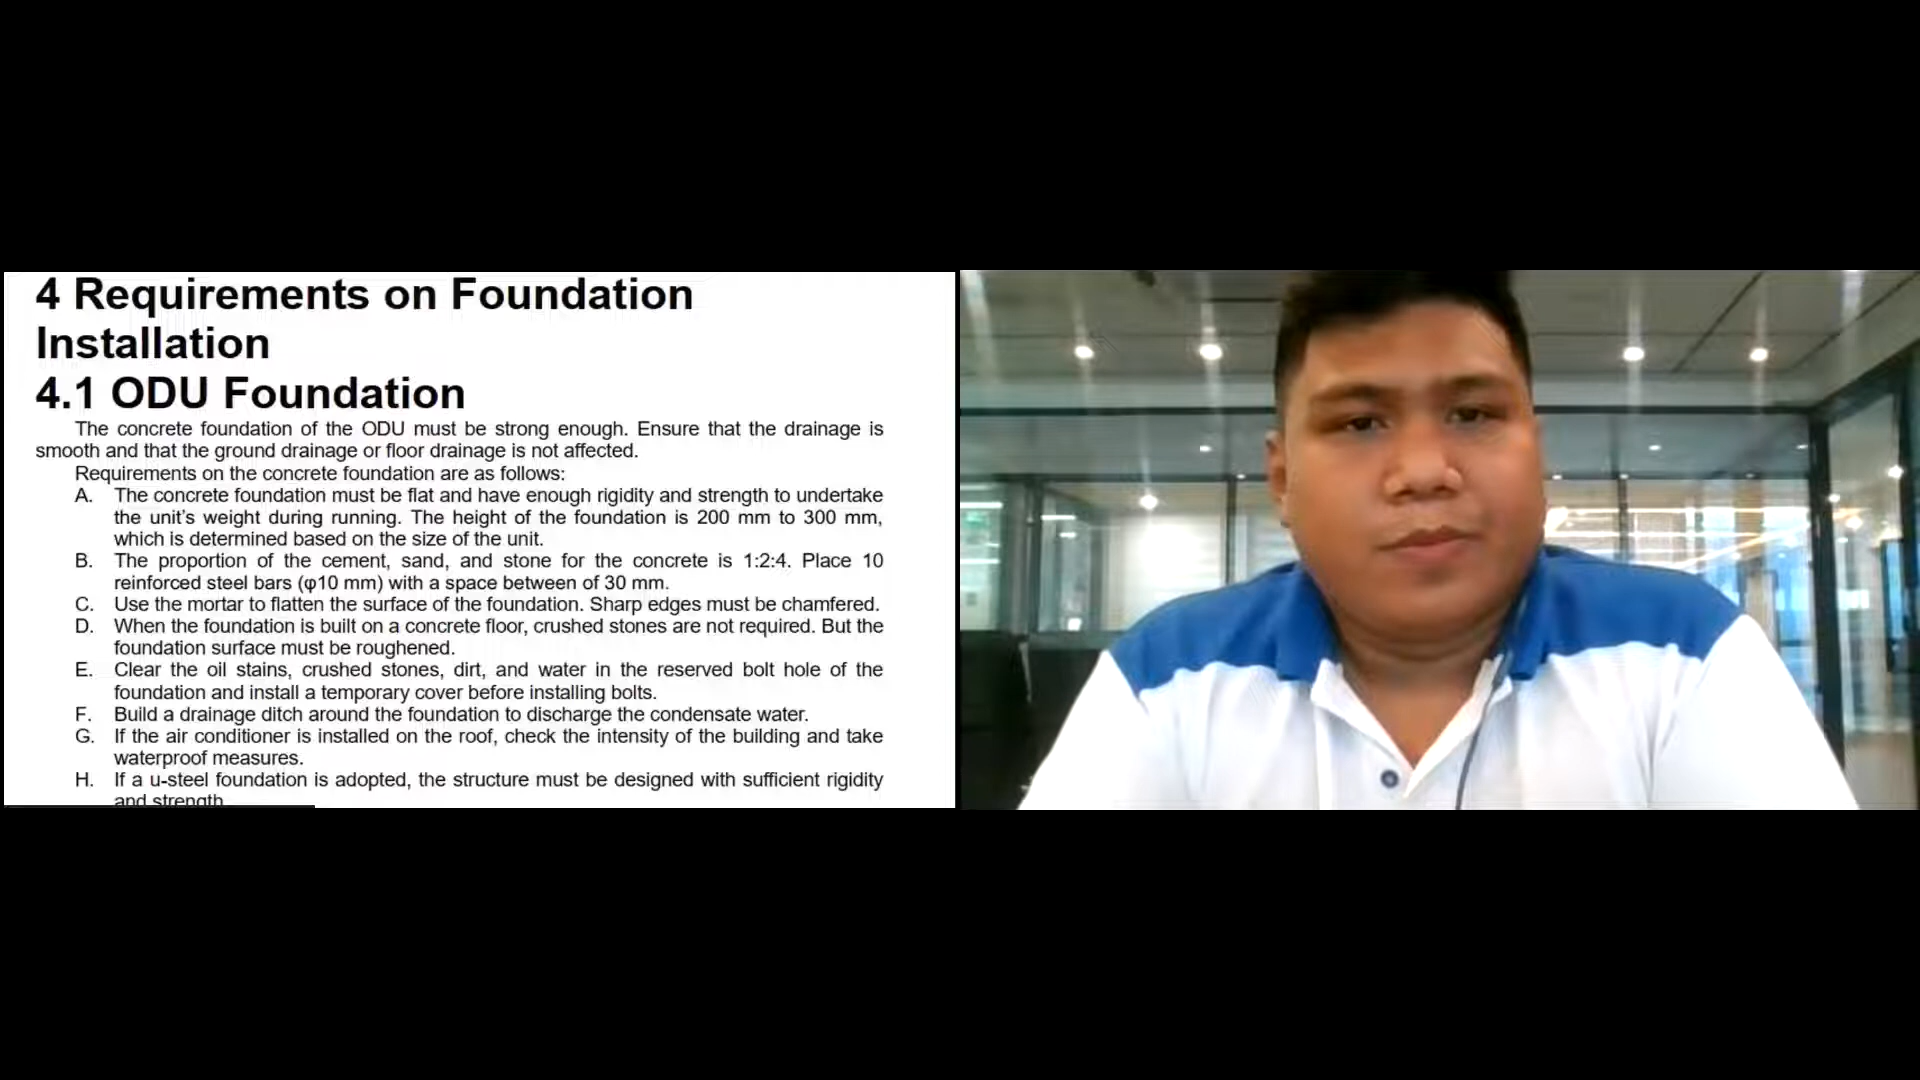 4 Requirements on Foundation
Installation
4.1 ODU Foundation
The concrete foundation of the ODU must be strong enough. Ensure that the drainage is
smooth and that the ground drainage or floor drainage is not affected.
Requirements on the concrete foundation are as follows:
A. The concrete foundation must be flat and have enough rigidity and strength to undertake
the unit’s weight during running. The height of the foundation is 200 mm to 300 mm,
which is determined based on the size of the unit.
B. The proportion of the cement, sand, and stone for the concrete is 1:2:4. Place 10
reinforced steel bars (φ10 mm) with a space between of 30 mm.
C. Use the mortar to flatten the surface of the foundation. Sharp edges must be chamfered.
D. When the foundation is built on a concrete floor, crushed stones are not required. But the
foundation surface must be roughened.
E. Clear the oil stains, crushed stones, dirt, and water in the reserved bolt hole of the
foundation and install a temporary cover before installing bolts.
F. Build a drainage ditch around the foundation to discharge the condensate water.
G. If the air conditioner is installed on the roof, check the intensity of the building and take
waterproof measures.
H. If a u-steel foundation is adopted, the structure must be designed with sufficient rigidity
and strength.